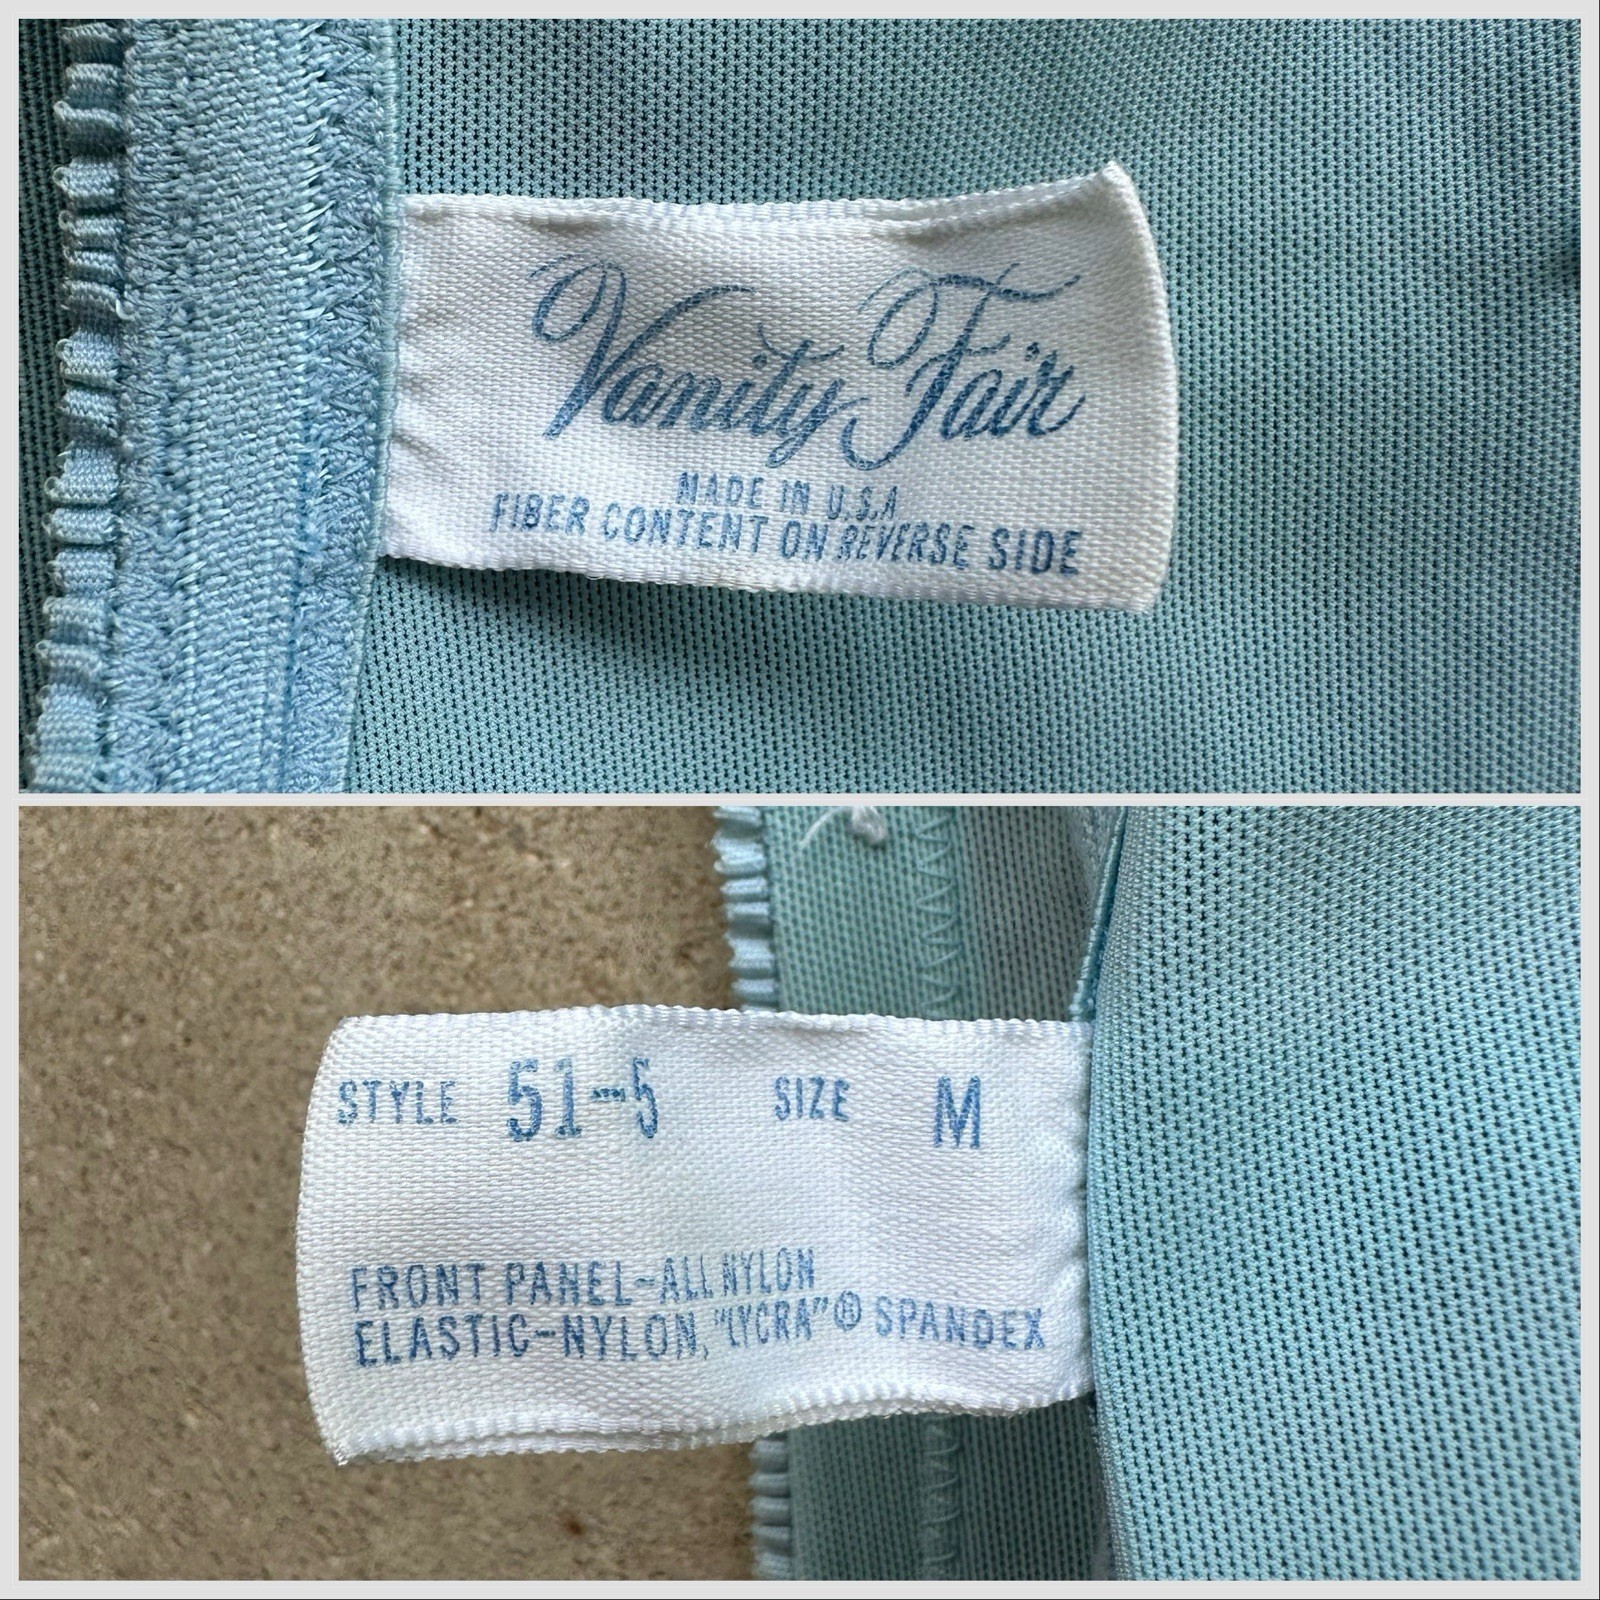 Vanity Fair
MADE IN U.S.A
FIBER CONTENT ON REVERSE SIDE
STYLE 51-5 SIZE M
FRONT PANEL-ALL NYLON
ELASTIC-NYLON, "LYCRA"® SPANDEX